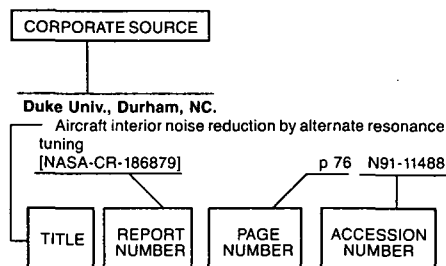 CORPORATE SOURCE
Duke Univ., Durham, NC.
Aircraft interior noise reduction by alternate resonance
tuning
[NASA-CR-186879] p 76 N91-11488
TITLE REPORT NUMBER PAGE NUMBER ACCESSION NUMBER